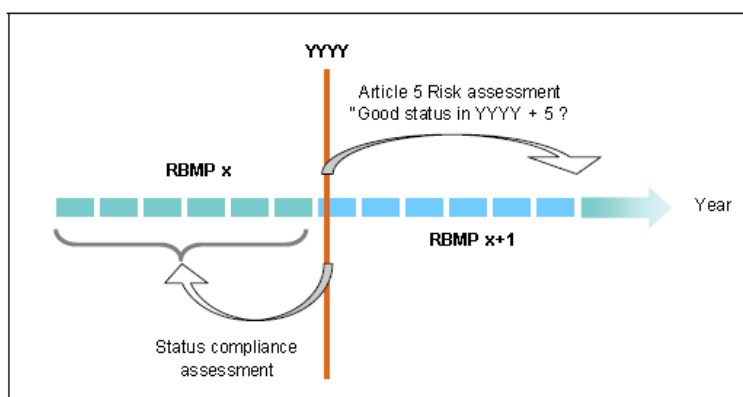 YYYY
Article 5 Risk assessment
"Good status in YYYY + 5 ?
RBMP x
Year
RBMP x+1
Status compliance
assessment